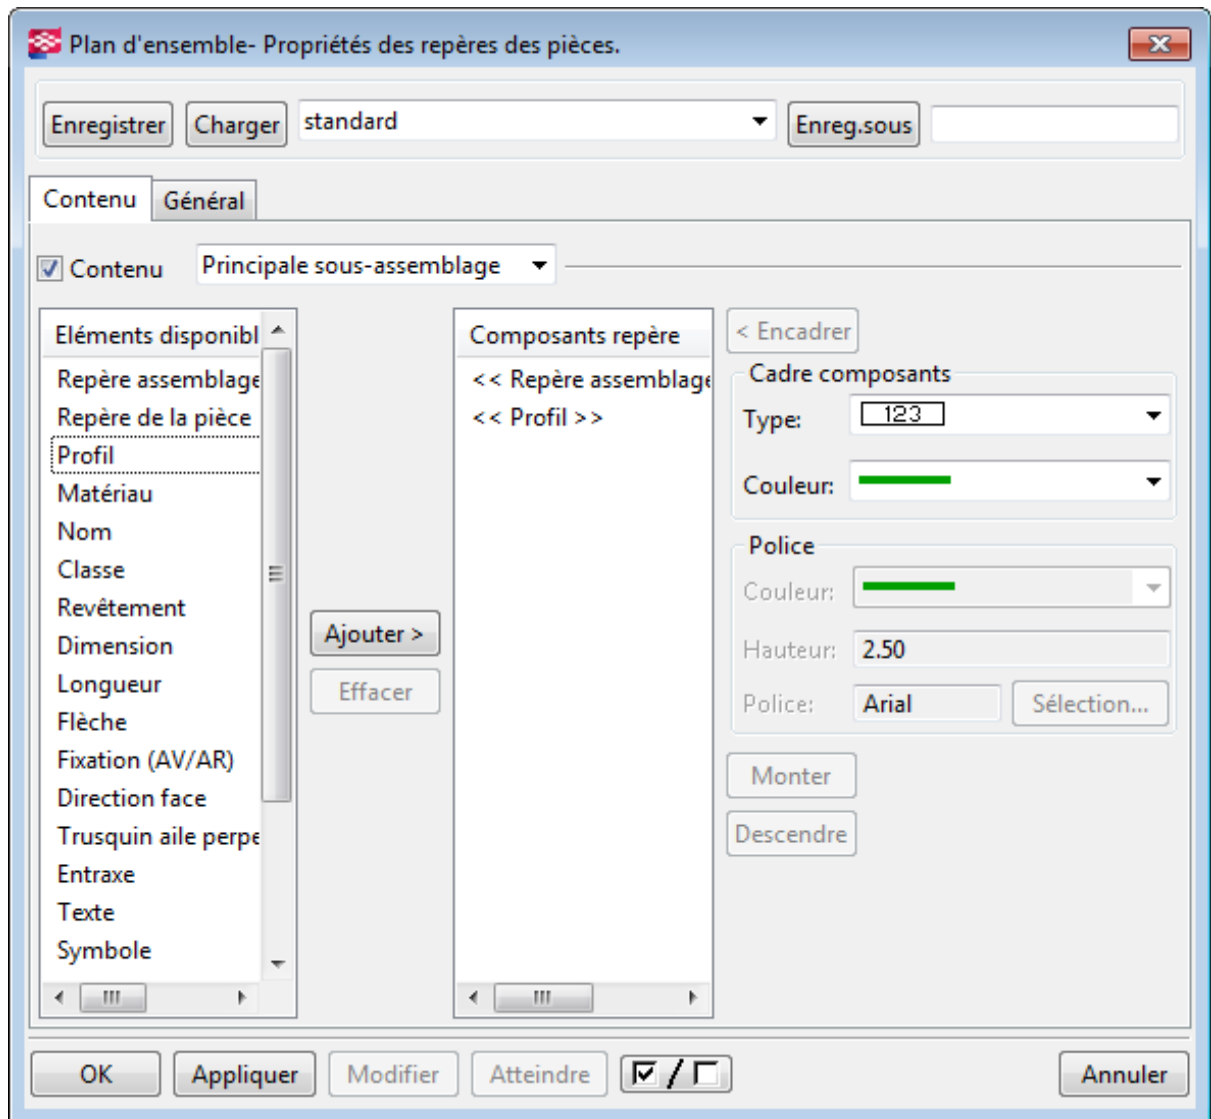 Plan d'ensemble- Propriétés des repères des pièces.
Enregistrer Charger standard Enreg.sous
Contenu Général
Contenu Principale sous-assemblage
Eléments disponibl
Repère assemblage
Repère de la pièce
Profil
Matériau
Nom
Classe
Revêtement
Dimension
Longueur
Flèche
Fixation (AV/AR)
Direction face
Trusquin aile perpe
Entraxe
Texte
Symbole
Ajouter >
Effacer
Composants repère
<< Repère assemblage
<< Profil >>
< Encadrer
Cadre composants
Type: 123
Couleur:
Police
Couleur:
Hauteur: 2.50
Police: Arial Sélection...
Monter
Descendre
OK Appliquer Modifier Atteindre / Annuler